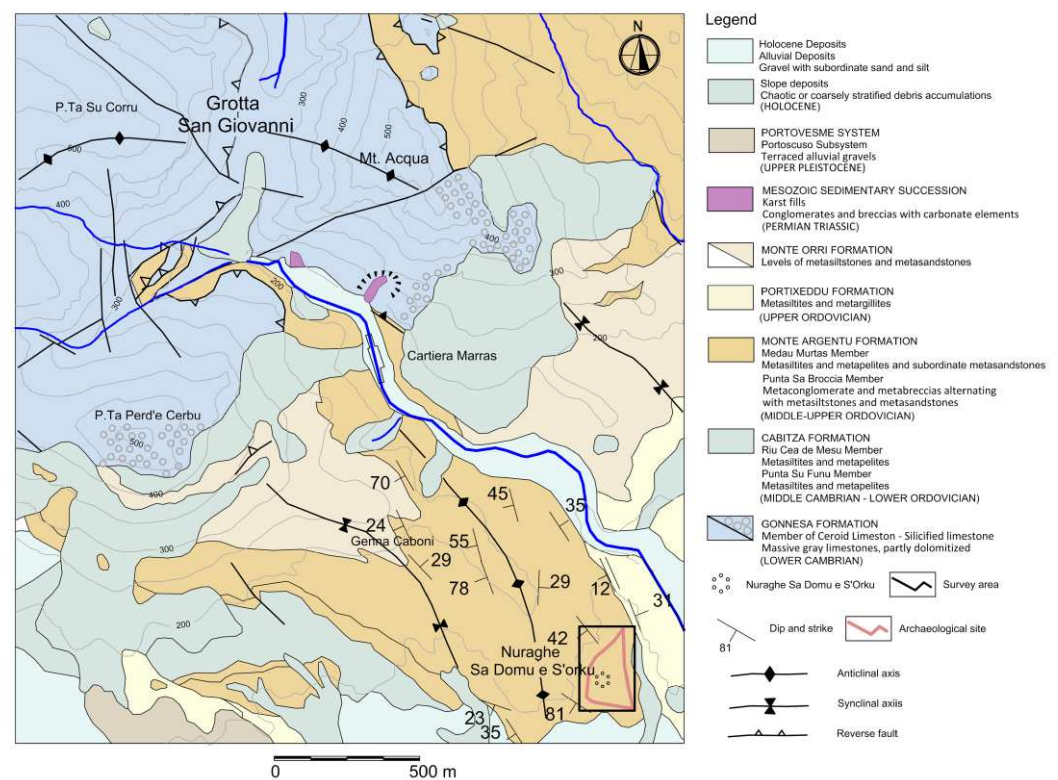 N
P.Ta Su Corru
Grotta
San Giovanni
Mt. Acqua
300
300
400
500
500
400
400
300
200
300
200
Cartiera Marras
P.Ta Perd'e Cerbu
500
400
300
200
70
45
35
24
Genna Caboni
55
29
78
29
12
31
42
Nuraghe
Sa Domu e S'orku
81
23
35
0
500 m
Legend
Holocene Deposits
Alluvial Deposits
Gravel with subordinate sand and silt
Slope deposits
Chaotic or coarsely stratified debris accumulations
(HOLOCENE)
PORTOVESME SYSTEM
Portoscuso Subsystem
Terraced alluvial gravels
(UPPER PLEISTOCENE)
MESOZOIC SEDIMENTARY SUCCESSION
Karst fills
Conglomerates and breccias with carbonate elements
(PERMIAN TRIASSIC)
MONTE ORRI FORMATION
Levels of metasiltstones and metasandstones
PORTIXEDDU FORMATION
Metasiltites and metargillites
(UPPER ORDOVICIAN)
MONTE ARGENTU FORMATION
Medau Murtas Member
Metasiltites and metapelites and subordinate metasandstones
Punta Sa Broccia Member
Metaconglomerate and metabreccias alternating
with metasiltstones and metasandstones
(MIDDLE-UPPER ORDOVICIAN)
CABITZA FORMATION
Riu Cea de Mesu Member
Metasiltites and metapelites
Punta Su Funu Member
Metasiltites and metapelites
(MIDDLE CAMBRIAN - LOWER ORDOVICIAN)
GONNESA FORMATION
Member of Ceroid Limeston - Silicified limestone
Massive gray limestones, partly dolomitized
(LOWER CAMBRIAN)
Nuraghe Sa Domu e S'Orku
Survey area
81
Dip and strike
Archaeological site
Anticlinal axis
Synclinal axiis
Reverse fault